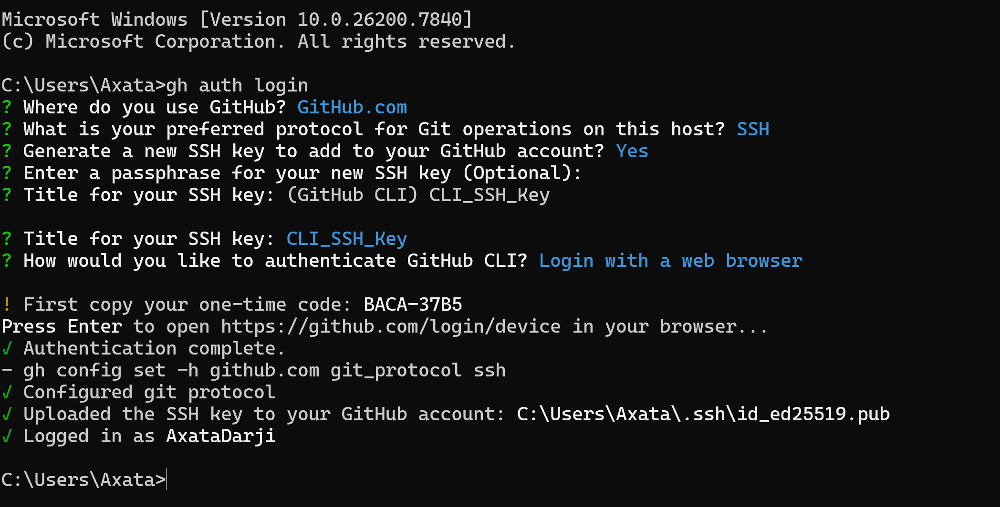 Microsoft Windows [Version 10.0.26200.7840]
(c) Microsoft Corporation. All rights reserved.
C:\Users\Axata>gh auth login
? Where do you use GitHub? GitHub.com
? What is your preferred protocol for Git operations on this host? SSH
? Generate a new SSH key to add to your GitHub account? Yes
? Enter a passphrase for your new SSH key (Optional):
? Title for your SSH key: (GitHub CLI) CLI_SSH_Key
? Title for your SSH key: CLI_SSH_Key
? How would you like to authenticate GitHub CLI? Login with a web browser
! First copy your one-time code: BACA-37B5
Press Enter to open https://github.com/login/device in your browser...
✓ Authentication complete.
- gh config set -h github.com git_protocol ssh
✓ Configured git protocol
✓ Uploaded the SSH key to your GitHub account: C:\Users\Axata\.ssh\id_ed25519.pub
✓ Logged in as AxataDarji
C:\Users\Axata>